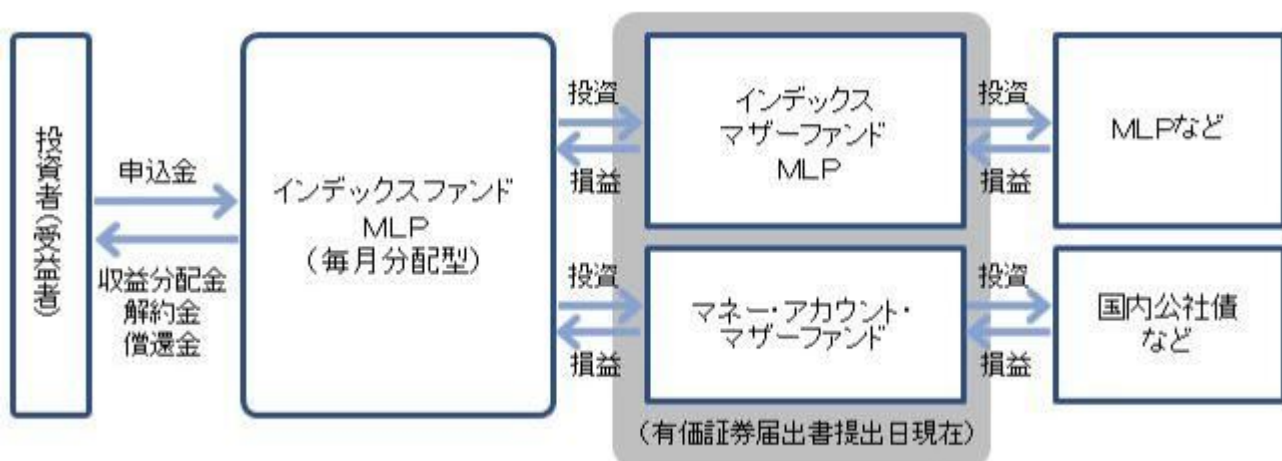 投資者(受益者)
申込金
収益分配金
解約金
償還金
インデックスファンド
MLP
(毎月分配型)
投資
損益
投資
損益
インデックス
マザーファンド
MLP
マネー・アカウント・
マザーファンド
(有価証券届出書提出日現在)
投資
損益
投資
損益
MLPなど
国内公社債
など